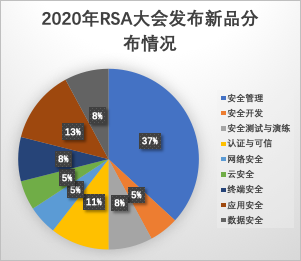 2020年RSA大会发布新品分
布情况
37%
5%
8%
11%
5%
5%
8%
13%
8%
安全管理
安全开发
安全测试与演练
认证与可信
网络安全
云安全
终端安全
应用安全
数据安全